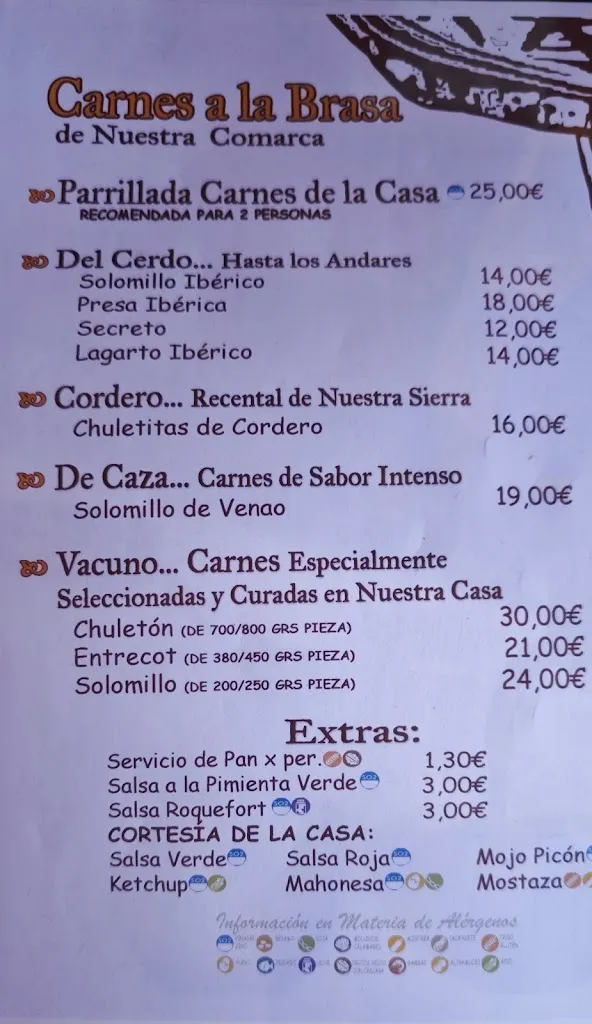 Carnes a la Brasa
de Nuestra Comarca
Parrillada Carnes de la Casa 25,00€
RECOMENDADA PARA 2 PERSONAS
Del Cerdo... Hasta los Andares
Solomillo Ibérico 14,00€
Presa Ibérica 18,00€
Secreto 12,00€
Lagarto Ibérico 14,00€
Cordero... Recental de Nuestra Sierra
Chuletitas de Cordero 16,00€
De Caza... Carnes de Sabor Intenso
Solomillo de Venao 19,00€
Vacuno... Carnes Especialmente
Seleccionadas y Curadas en Nuestra Casa
Chuletón (DE 700/800 GRS PIEZA) 30,00€
Entrecot (DE 380/450 GRS PIEZA) 21,00€
Solomillo (DE 200/250 GRS PIEZA) 24,00€
Extras:
Servicio de Pan x per. 1,30€
Salsa a la Pimienta Verde SO2 3,00€
Salsa Roquefort SO2 3,00€
CORTESÍA DE LA CASA:
Salsa Verde SO2 Salsa Roja SO2 Mojo Picón
Ketchup SO2 Mahonesa SO2 Mostaza
Información en Materia de Alérgenos